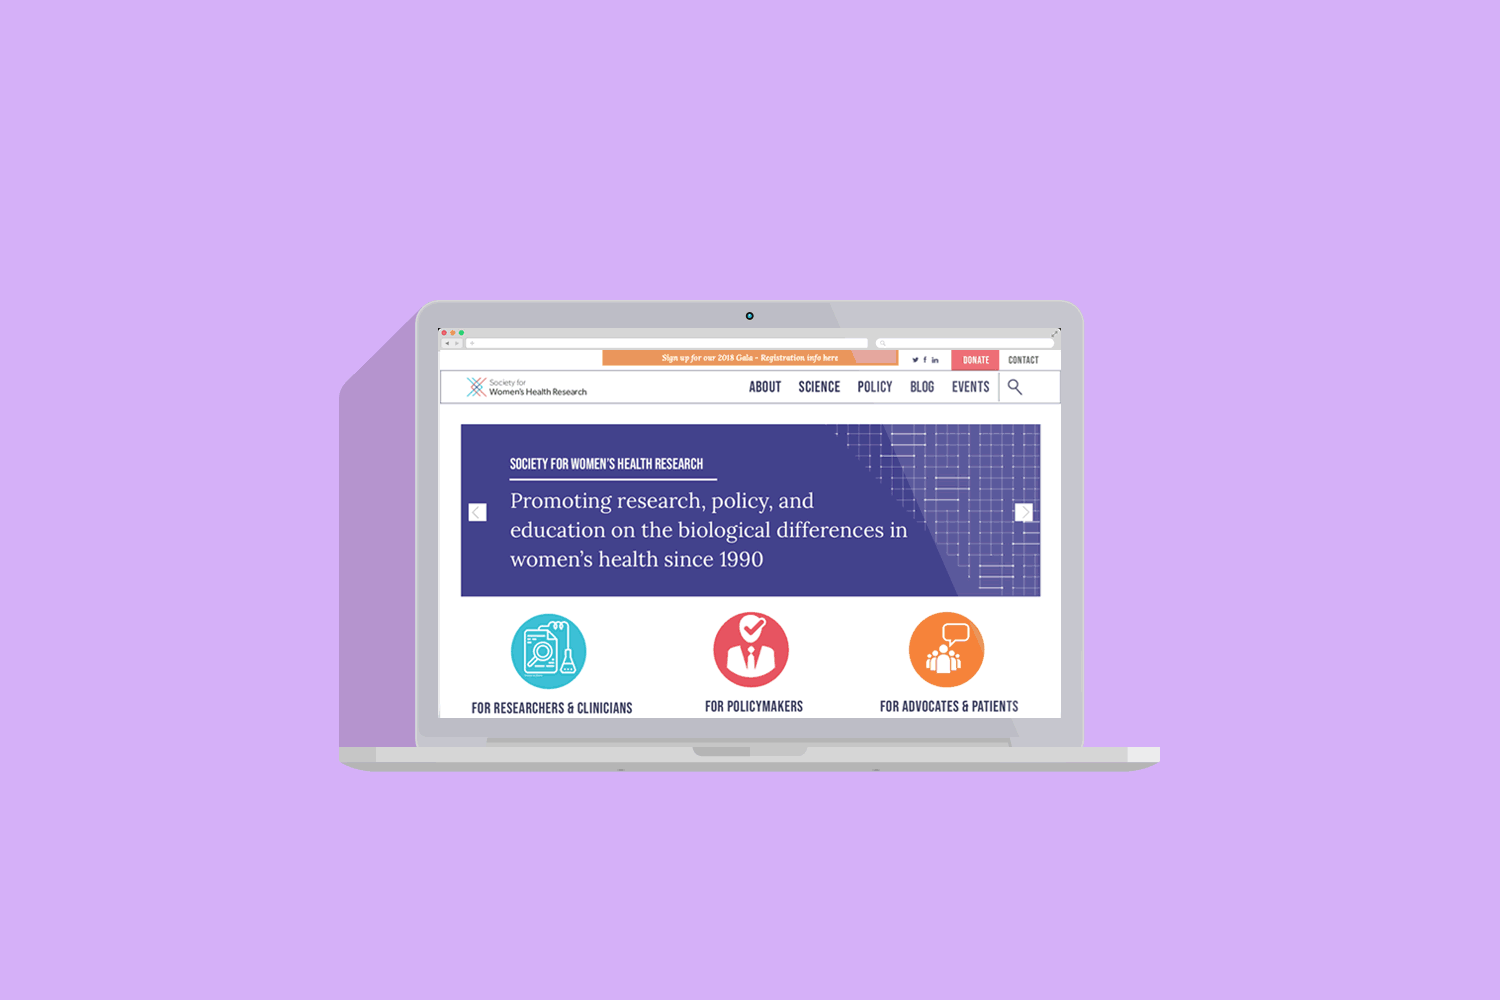 Sign up for our 2018 Gala - Registration info here
DONATE
CONTACT
Society for
Women's Health Research
ABOUT
SCIENCE
POLICY
BLOG
EVENTS
SOCIETY FOR WOMEN'S HEALTH RESEARCH
Promoting research, policy, and
education on the biological differences in
women's health since 1990
FOR RESEARCHERS & CLINICIANS
FOR POLICYMAKERS
FOR ADVOCATES & PATIENTS